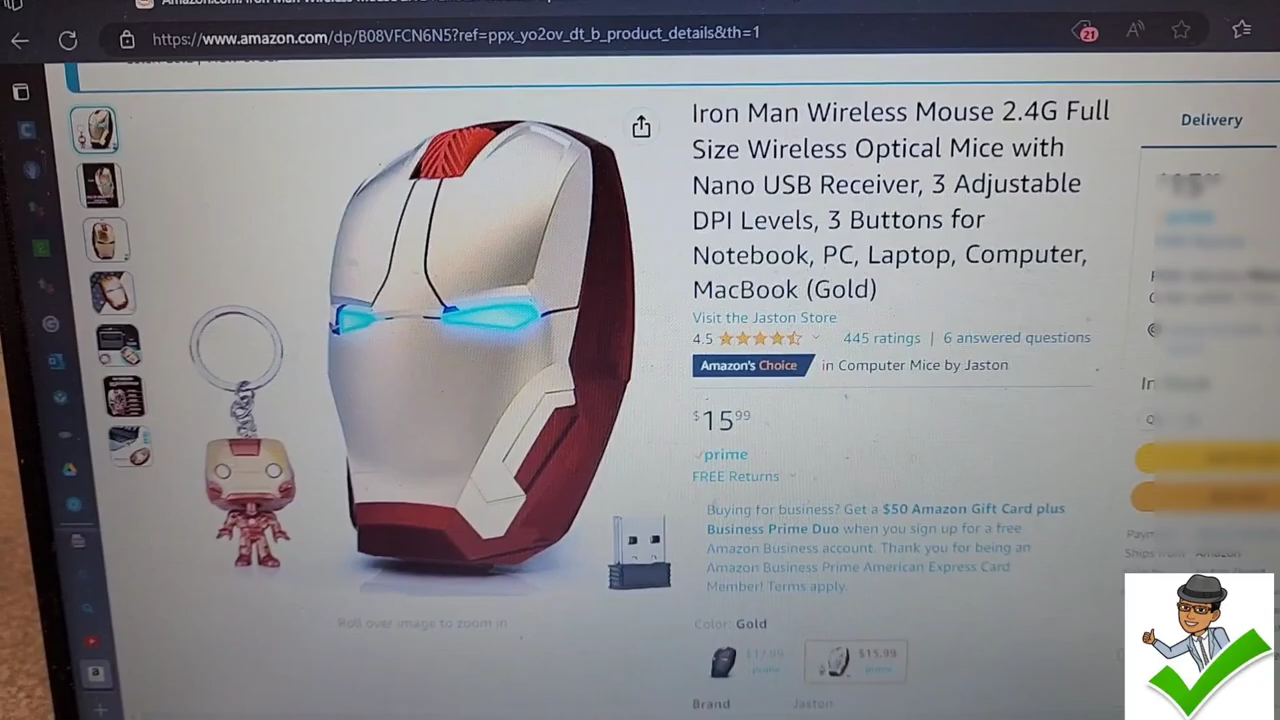 https://www.amazon.com/dp/B08VFCN6N5?ref=ppx_yo2ov_dt_b_product_details&th=1
21
Iron Man Wireless Mouse 2.4G Full
Size Wireless Optical Mice with
Nano USB Receiver, 3 Adjustable
DPI Levels, 3 Buttons for
Notebook, PC, Laptop, Computer,
MacBook (Gold)
Visit the Jaston Store
4.5
445 ratings | 6 answered questions
Amazon's Choice in Computer Mice by Jaston
$15.99
prime
FREE Returns
Buying for business? Get a $50 Amazon Gift Card plus
Business Prime Duo when you sign up for a free
Amazon Business account. Thank you for being an
Amazon Business Prime American Express Card
Member! Terms apply.
Roll over image to zoom in
Color: Gold
$17.99
prime
$15.99
prime
Brand Jaston
Delivery